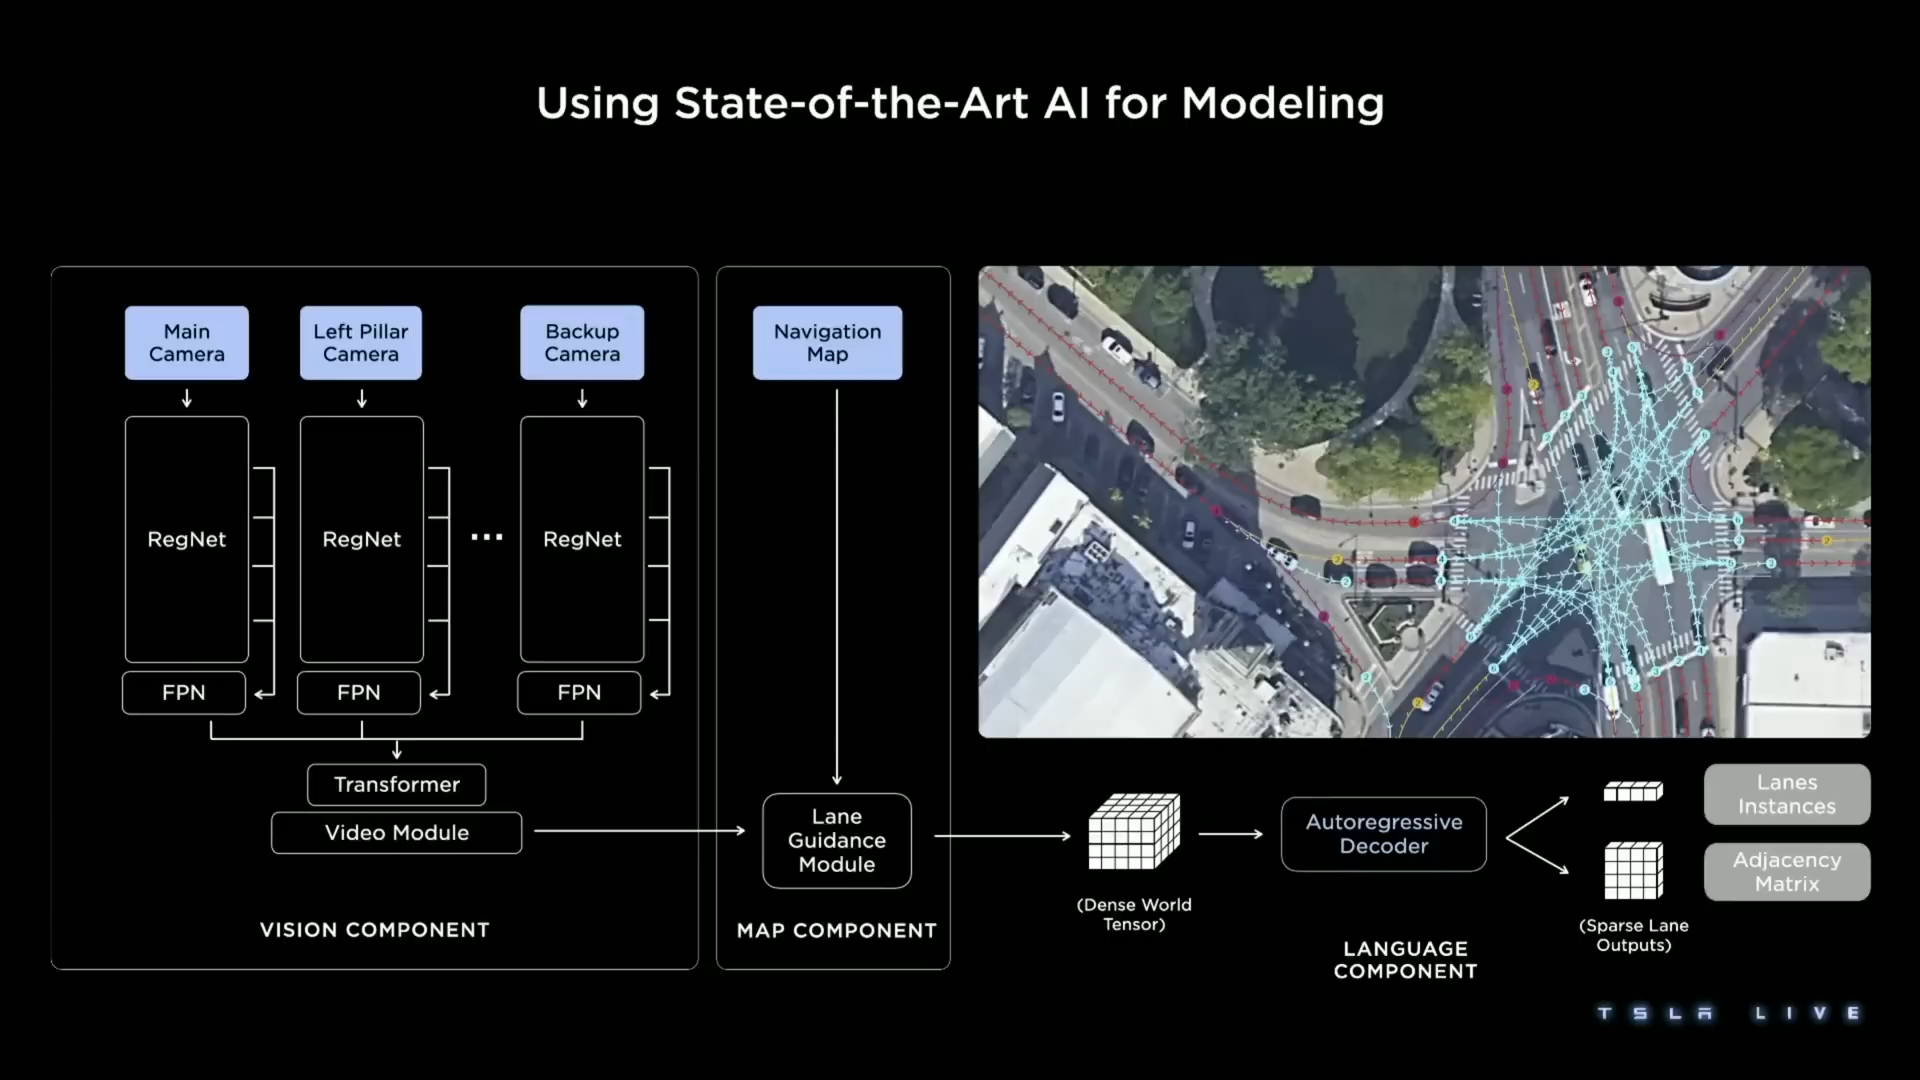 Using State-of-the-Art AI for Modeling
Main
Camera
Left Pillar
Camera
Backup
Camera
Navigation
Map
RegNet
RegNet
...
RegNet
FPN
FPN
FPN
Transformer
Video Module
VISION COMPONENT
Lane
Guidance
Module
MAP COMPONENT
(Dense World
Tensor)
Autoregressive
Decoder
LANGUAGE
COMPONENT
Lanes
Instances
Adjacency
Matrix
(Sparse Lane
Outputs)
TSLA LIVE